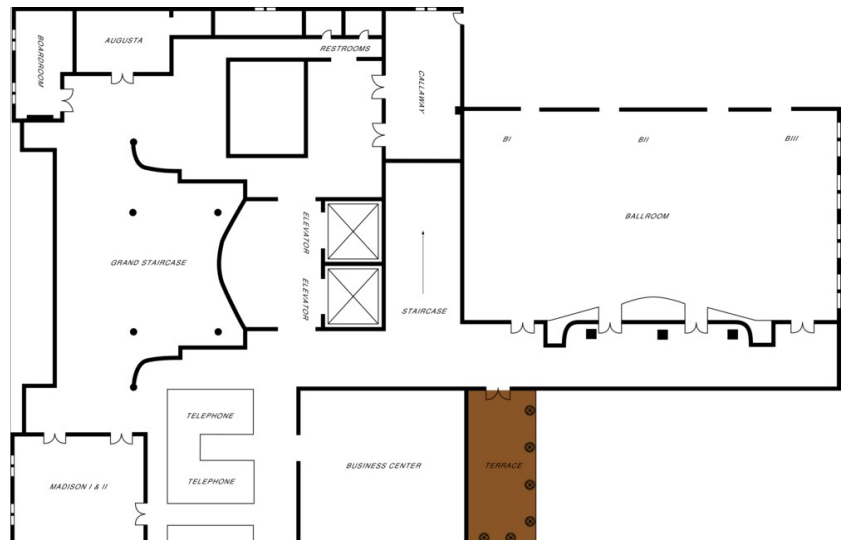 BOARDROOM
AUGUSTA
RESTROOMS
CALLAWAY
BI
BII
BIII
BALLROOM
ELEVATOR
GRAND STAIRCASE
ELEVATOR
STAIRCASE
TELEPHONE
BUSINESS CENTER
TERRACE
TELEPHONE
MADISON I & II